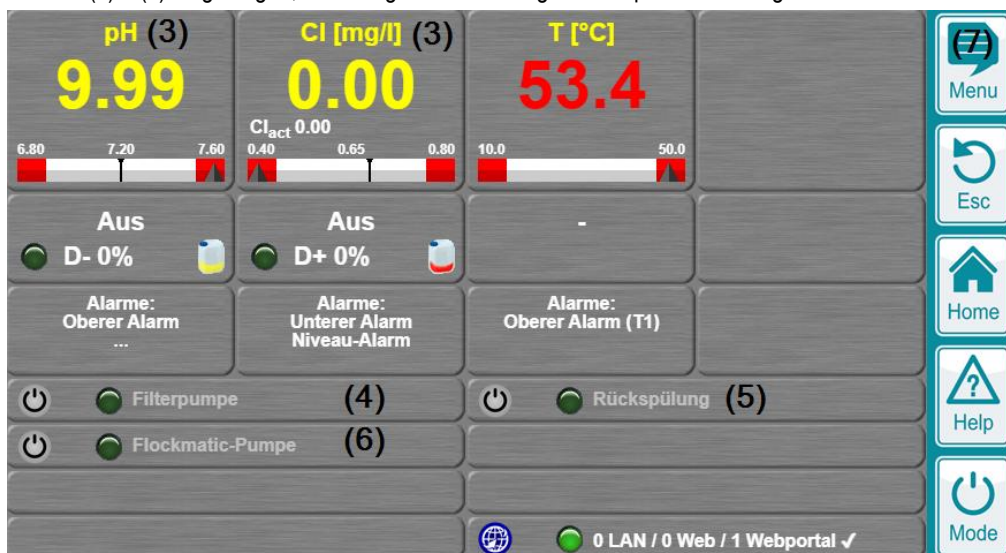 pH (3)
9.99
6.80 7.20 7.60
Cl [mg/l] (3)
0.00
Clact 0.00
0.40 0.65 0.80
T [°C]
53.4
10.0 50.0
(7)
Menu
Esc
Aus
D- 0%
Aus
D+ 0%
-
Home
Alarme:
Oberer Alarm
...
Alarme:
Unterer Alarm
Niveau-Alarm
Alarme:
Oberer Alarm (T1)
Help
Filterpumpe (4)
Rückspülung (5)
Flockmatic-Pumpe (6)
0 LAN / 0 Web / 1 Webportal ✓
Mode